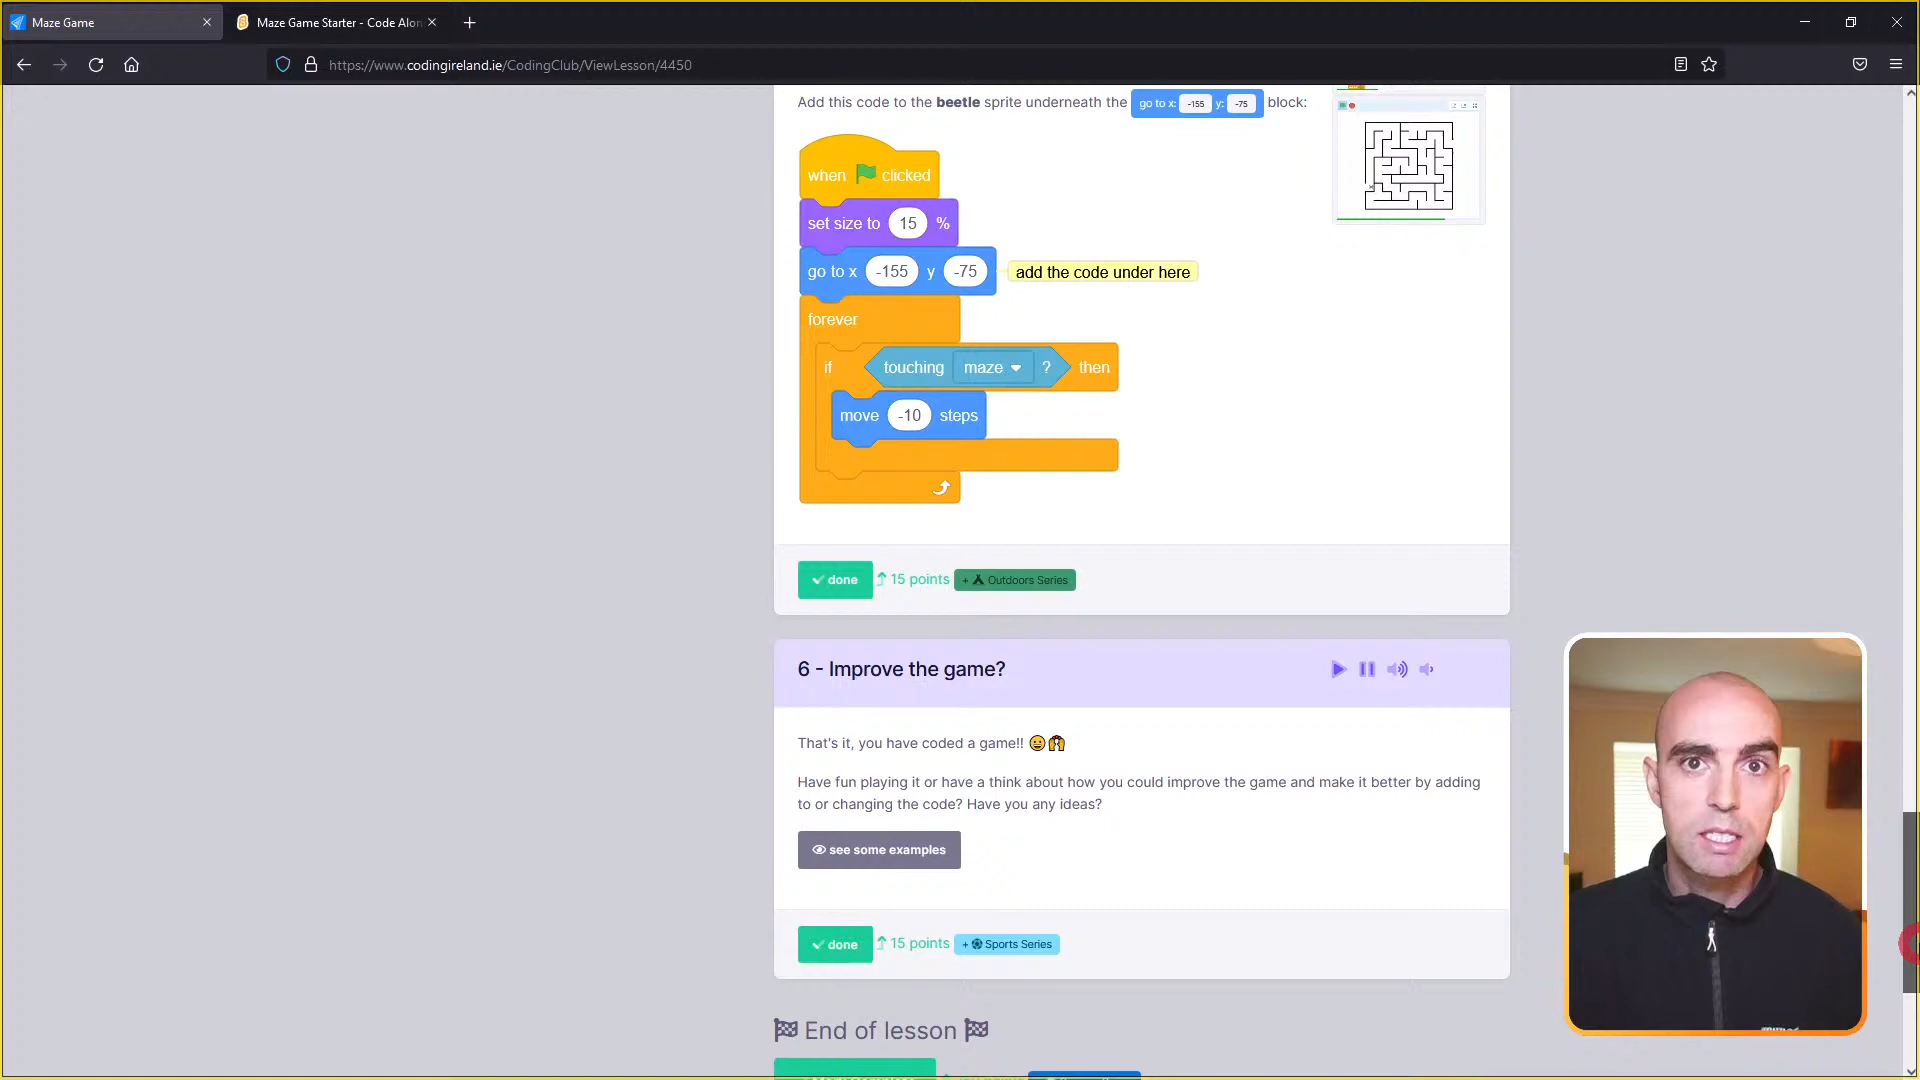 Maze Game
Maze Game Starter - Code Alon
https://www.codingireland.ie/CodingClub/ViewLesson/4450
Add this code to the beetle sprite underneath the go to x: -155 y: -75 block:
when clicked
set size to 15 %
go to x -155 y -75 add the code under here
forever
if touching maze ? then
move -10 steps
done 15 points + Outdoors Series
6 - Improve the game?
That's it, you have coded a game!!
Have fun playing it or have a think about how you could improve the game and make it better by adding
to or changing the code? Have you any ideas?
see some examples
done 15 points + Sports Series
End of lesson